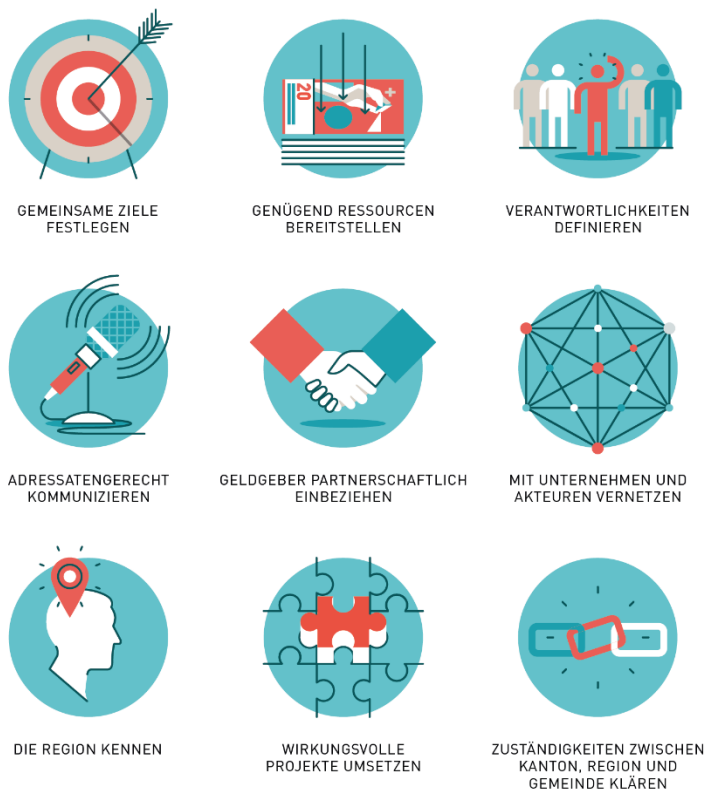 20
GEMEINSAME ZIELE
FESTLEGEN
GENÜGEND RESSOURCEN
BEREITSTELLEN
VERANTWORTLICHKEITEN
DEFINIEREN
ADRESSATENGERECHT
KOMMUNIZIEREN
GELDGEBER PARTNERSCHAFTLICH
EINBEZIEHEN
MIT UNTERNEHMEN UND
AKTEUREN VERNETZEN
DIE REGION KENNEN
WIRKUNGSVOLLE
PROJEKTE UMSETZEN
ZUSTÄNDIGKEITEN ZWISCHEN
KANTON, REGION UND
GEMEINDE KLÄREN